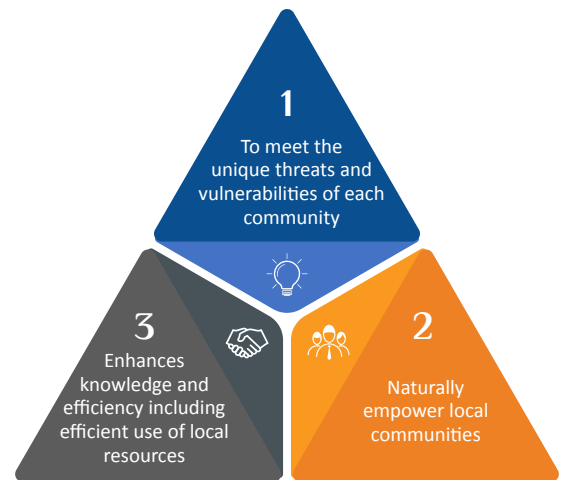 1
To meet the
unique threats and
vulnerabilities of each
community
2
Naturally
empower local
communities
3
Enhances
knowledge and
efficiency including
efficient use of local
resources